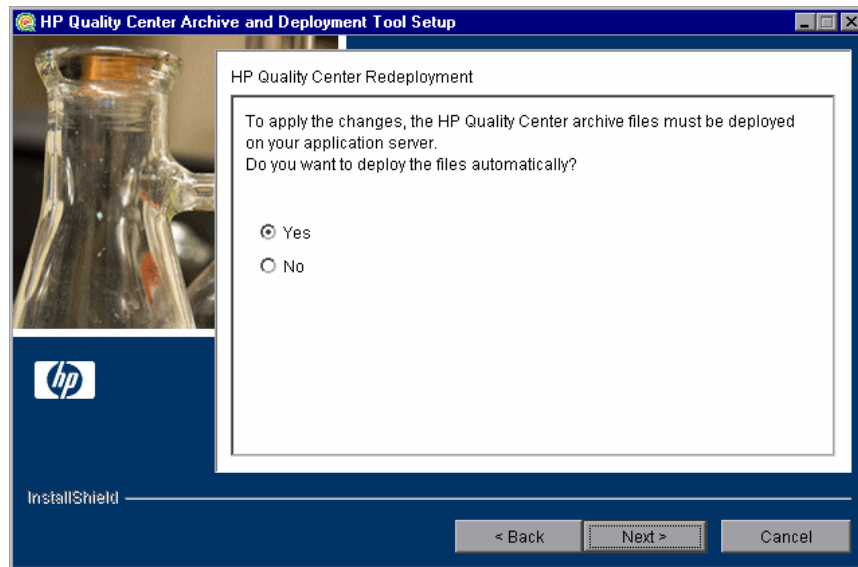 HP Quality Center Archive and Deployment Tool Setup
HP Quality Center Redeployment
To apply the changes, the HP Quality Center archive files must be deployed
on your application server.
Do you want to deploy the files automatically?
Yes
No
hp
InstallShield
< Back
Next >
Cancel